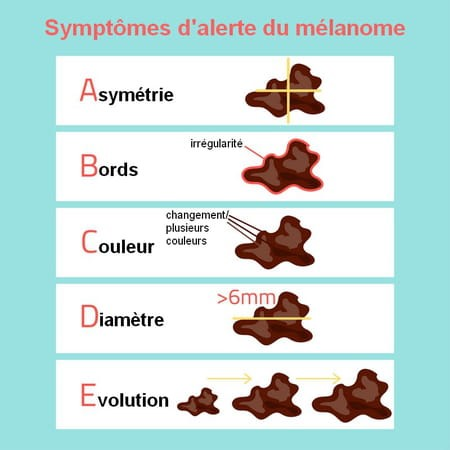 Symptômes d'alerte du mélanome
Asymétrie
irrégularité
Bords
changement/
plusieurs
couleurs
Couleur
>6mm
Diamètre
Evolution